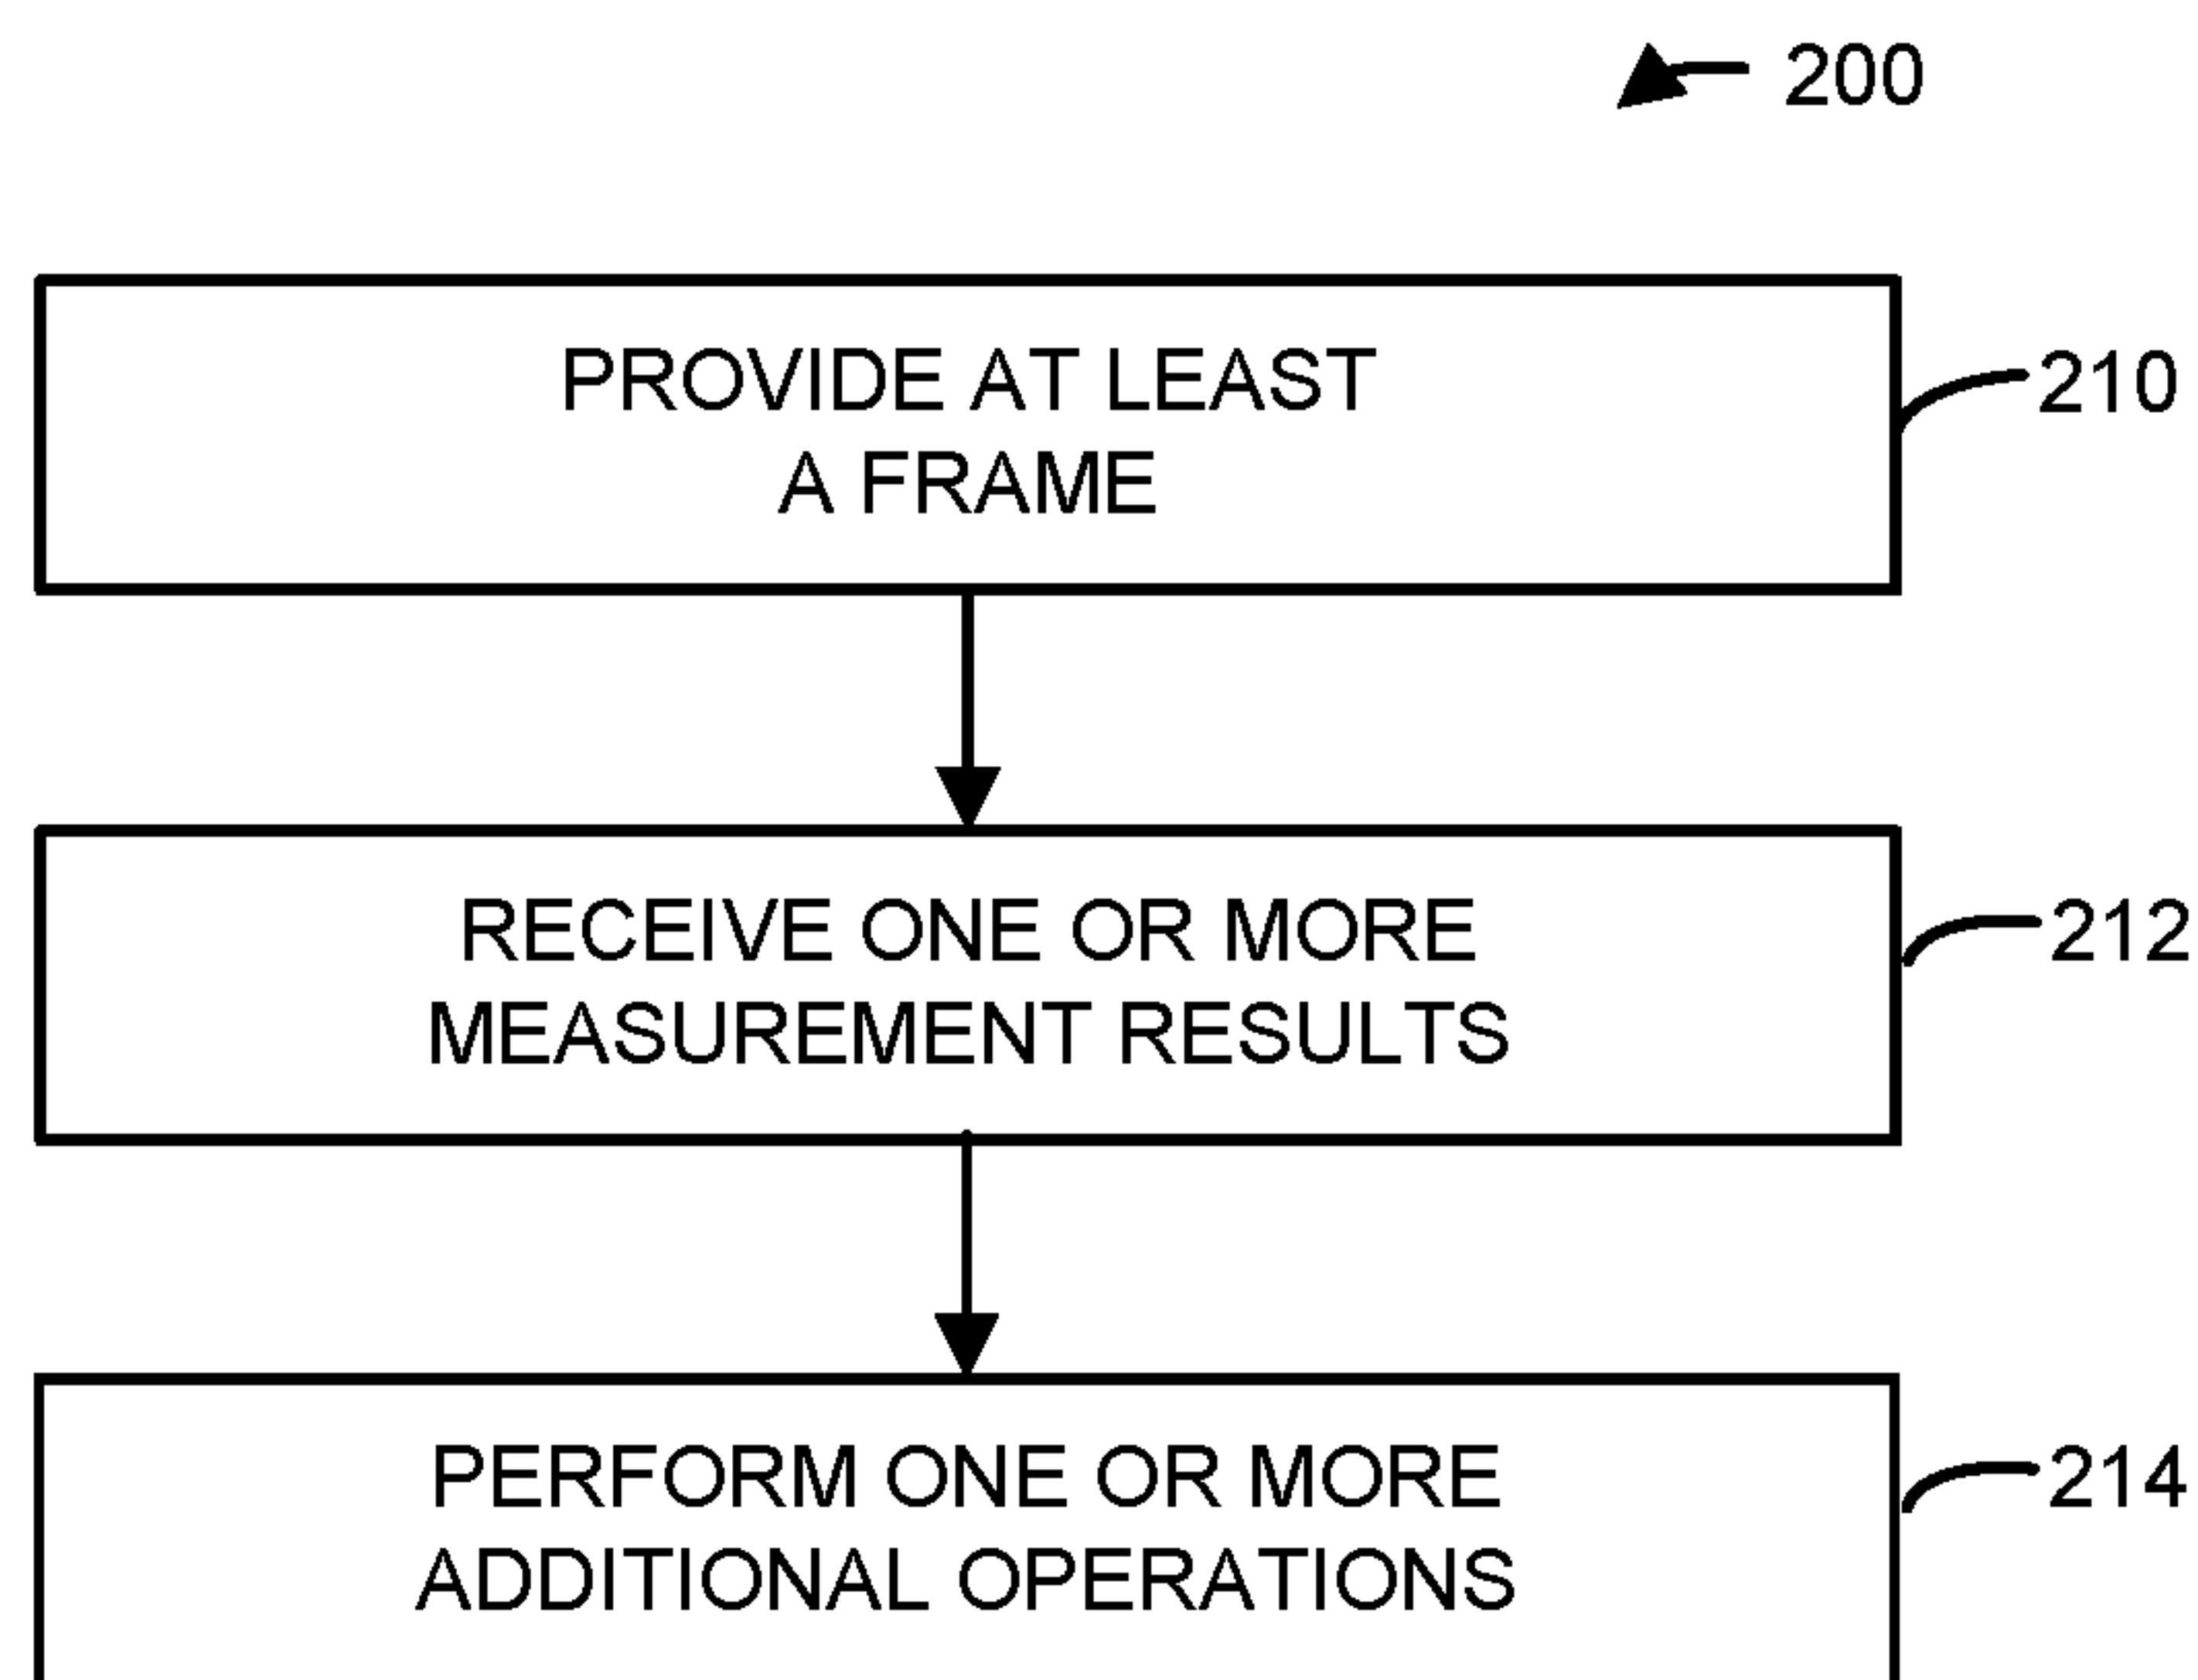 200
PROVIDE AT LEAST
A FRAME
210
RECEIVE ONE OR MORE
MEASUREMENT RESULTS
212
PERFORM ONE OR MORE
ADDITIONAL OPERATIONS
214